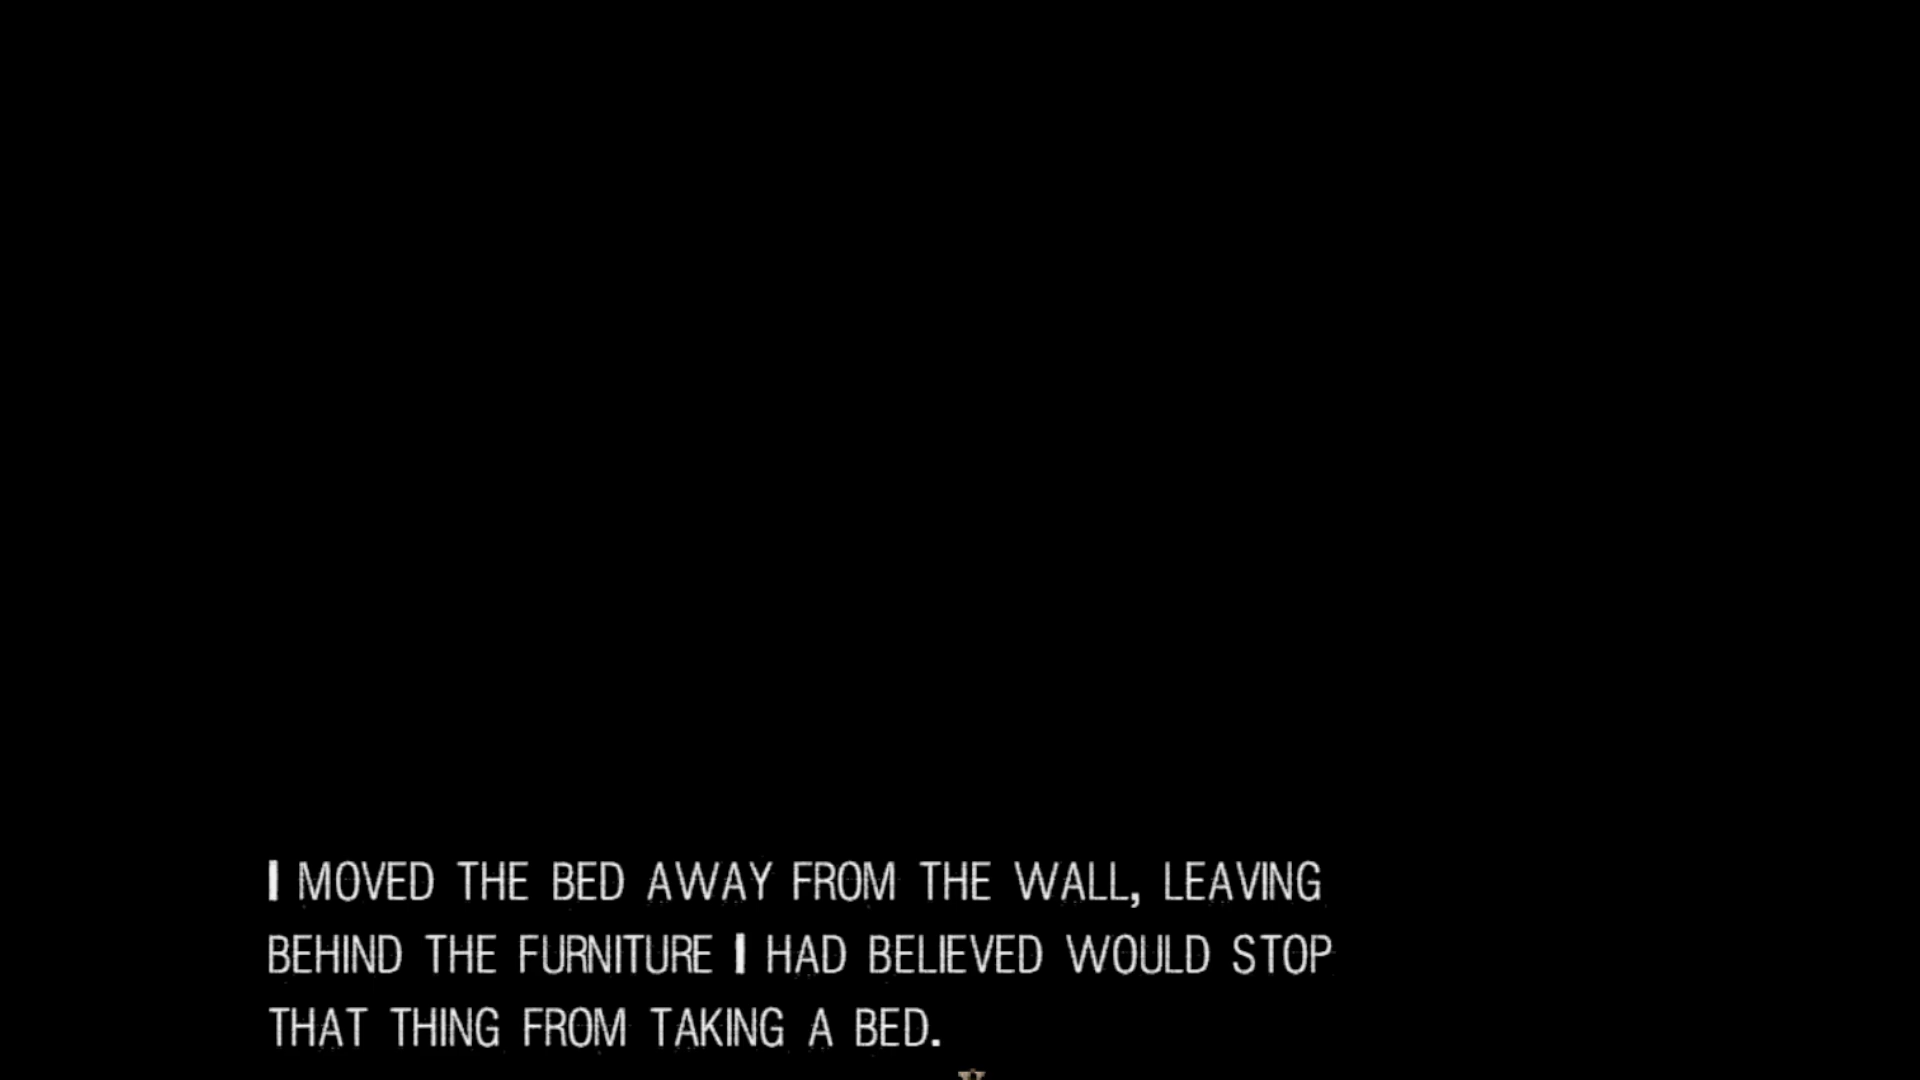 I MOVED THE BED AWAY FROM THE WALL, LEAVING
BEHIND THE FURNITURE I HAD BELIEVED WOULD STOP
THAT THING FROM TAKING A BED.